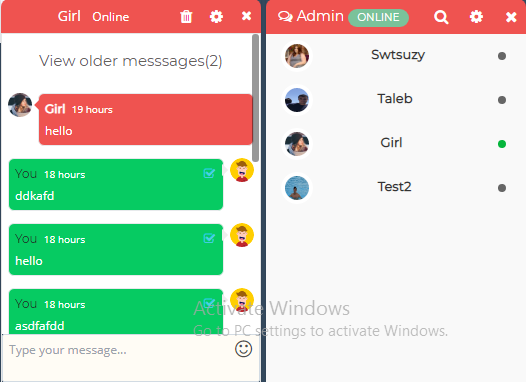 Girl Online
View older messsages(2)
Girl 19 hours
hello
You 18 hours
ddkafd
You 18 hours
hello
You 18 hours
asdfafdd
Type your message...
Admin ONLINE
Swtsuzy
Taleb
Girl
Test2
Activate Windows
Go to PC settings to activate Windows.